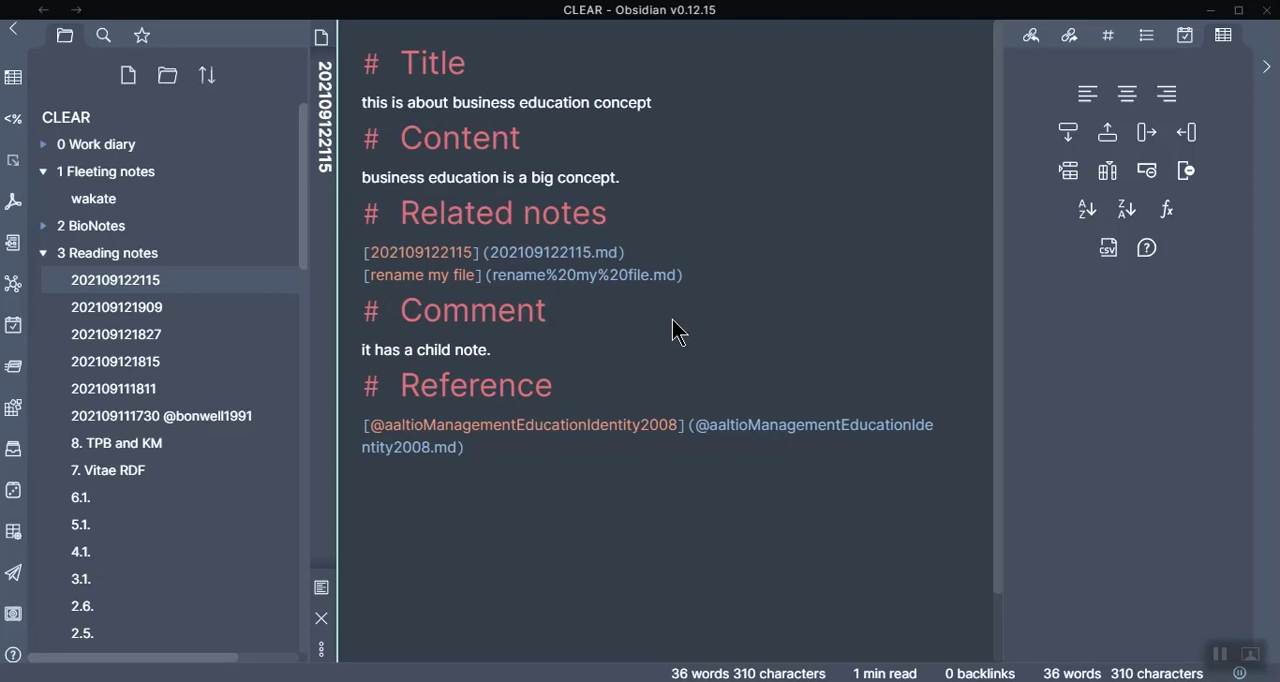 CLEAR - Obsidian v0.12.15
CLEAR
0 Work diary
1 Fleeting notes
wakate
2 BioNotes
3 Reading notes
202109122115
202109121909
202109121827
202109121815
202109111811
202109111730 @bonwell1991
8. TPB and KM
7. Vitae RDF
6.1.
5.1.
4.1.
3.1.
2.6.
2.5.
202109122115
# Title
this is about business education concept
# Content
business education is a big concept.
# Related notes
[202109122115](202109122115.md)
[rename my file](rename%20my%20file.md)
# Comment
it has a child note.
# Reference
[@aaltioManagementEducationIdentity2008](@aaltioManagementEducationIde
ntity2008.md)
36 words 310 characters 1 min read 0 backlinks 36 words 310 characters